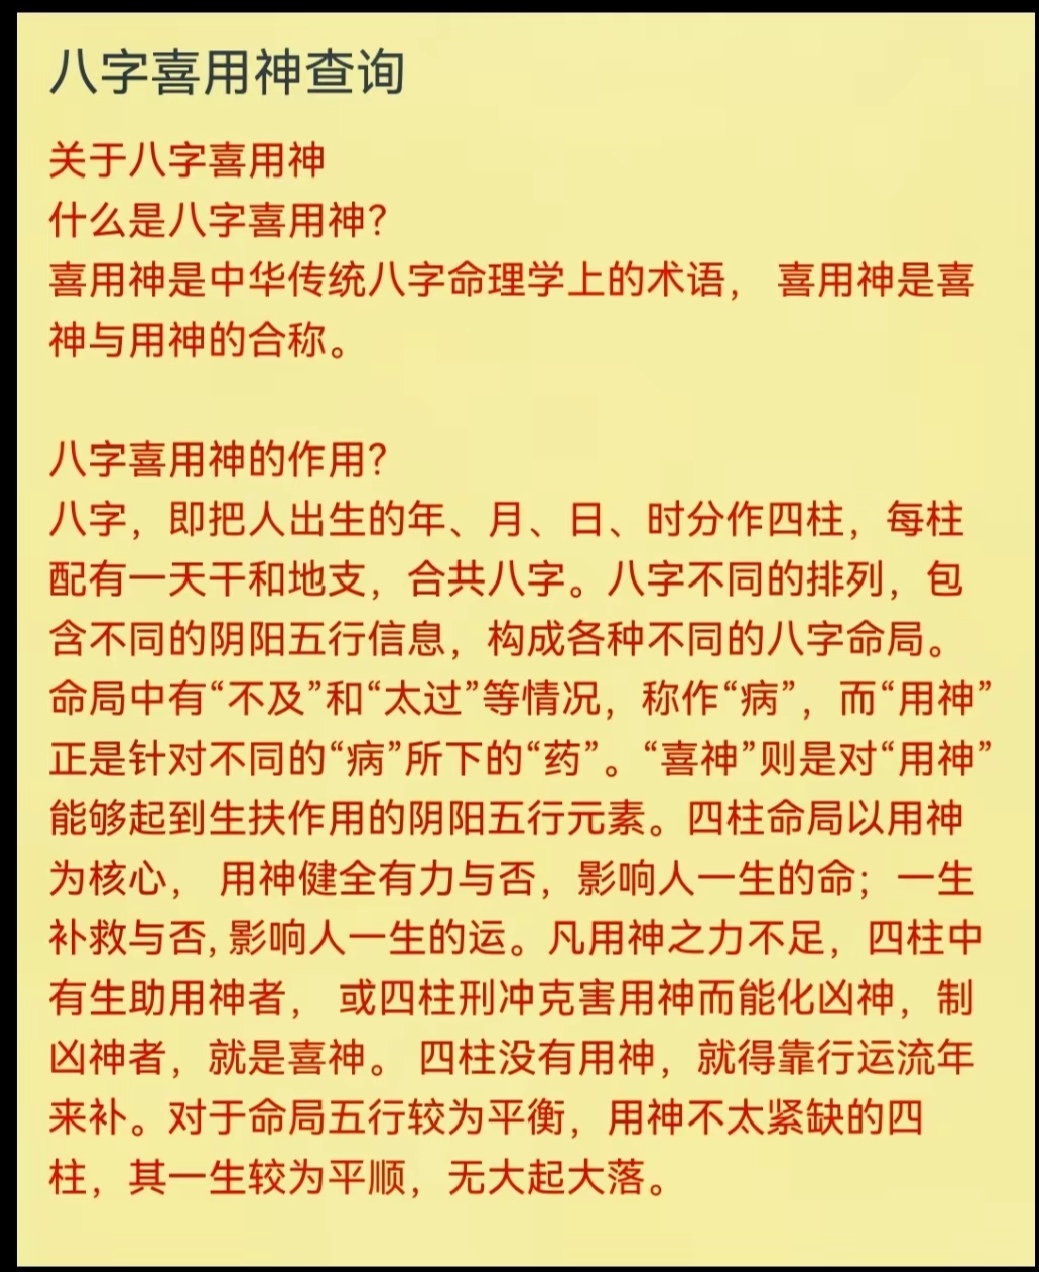 八字喜用神查询
关于八字喜用神
什么是八字喜用神？
喜用神是中华传统八字命理学上的术语， 喜用神是喜
神与用神的合称。
八字喜用神的作用？
八字，即把人出生的年、月、日、时分作四柱，每柱
配有一天干和地支，合共八字。八字不同的排列，包
含不同的阴阳五行信息，构成各种不同的八字命局。
命局中有“不及”和“太过”等情况，称作“病”，而“用神”
正是针对不同的“病”所下的“药”。“喜神”则是对“用神”
能够起到生扶作用的阴阳五行元素。四柱命局以用神
为核心， 用神健全有力与否，影响人一生的命；一生
补救与否, 影响人一生的运。凡用神之力不足，四柱中
有生助用神者， 或四柱刑冲克害用神而能化凶神，制
凶神者，就是喜神。 四柱没有用神，就得靠行运流年
来补。对于命局五行较为平衡，用神不太紧缺的四
柱，其一生较为平顺，无大起大落。